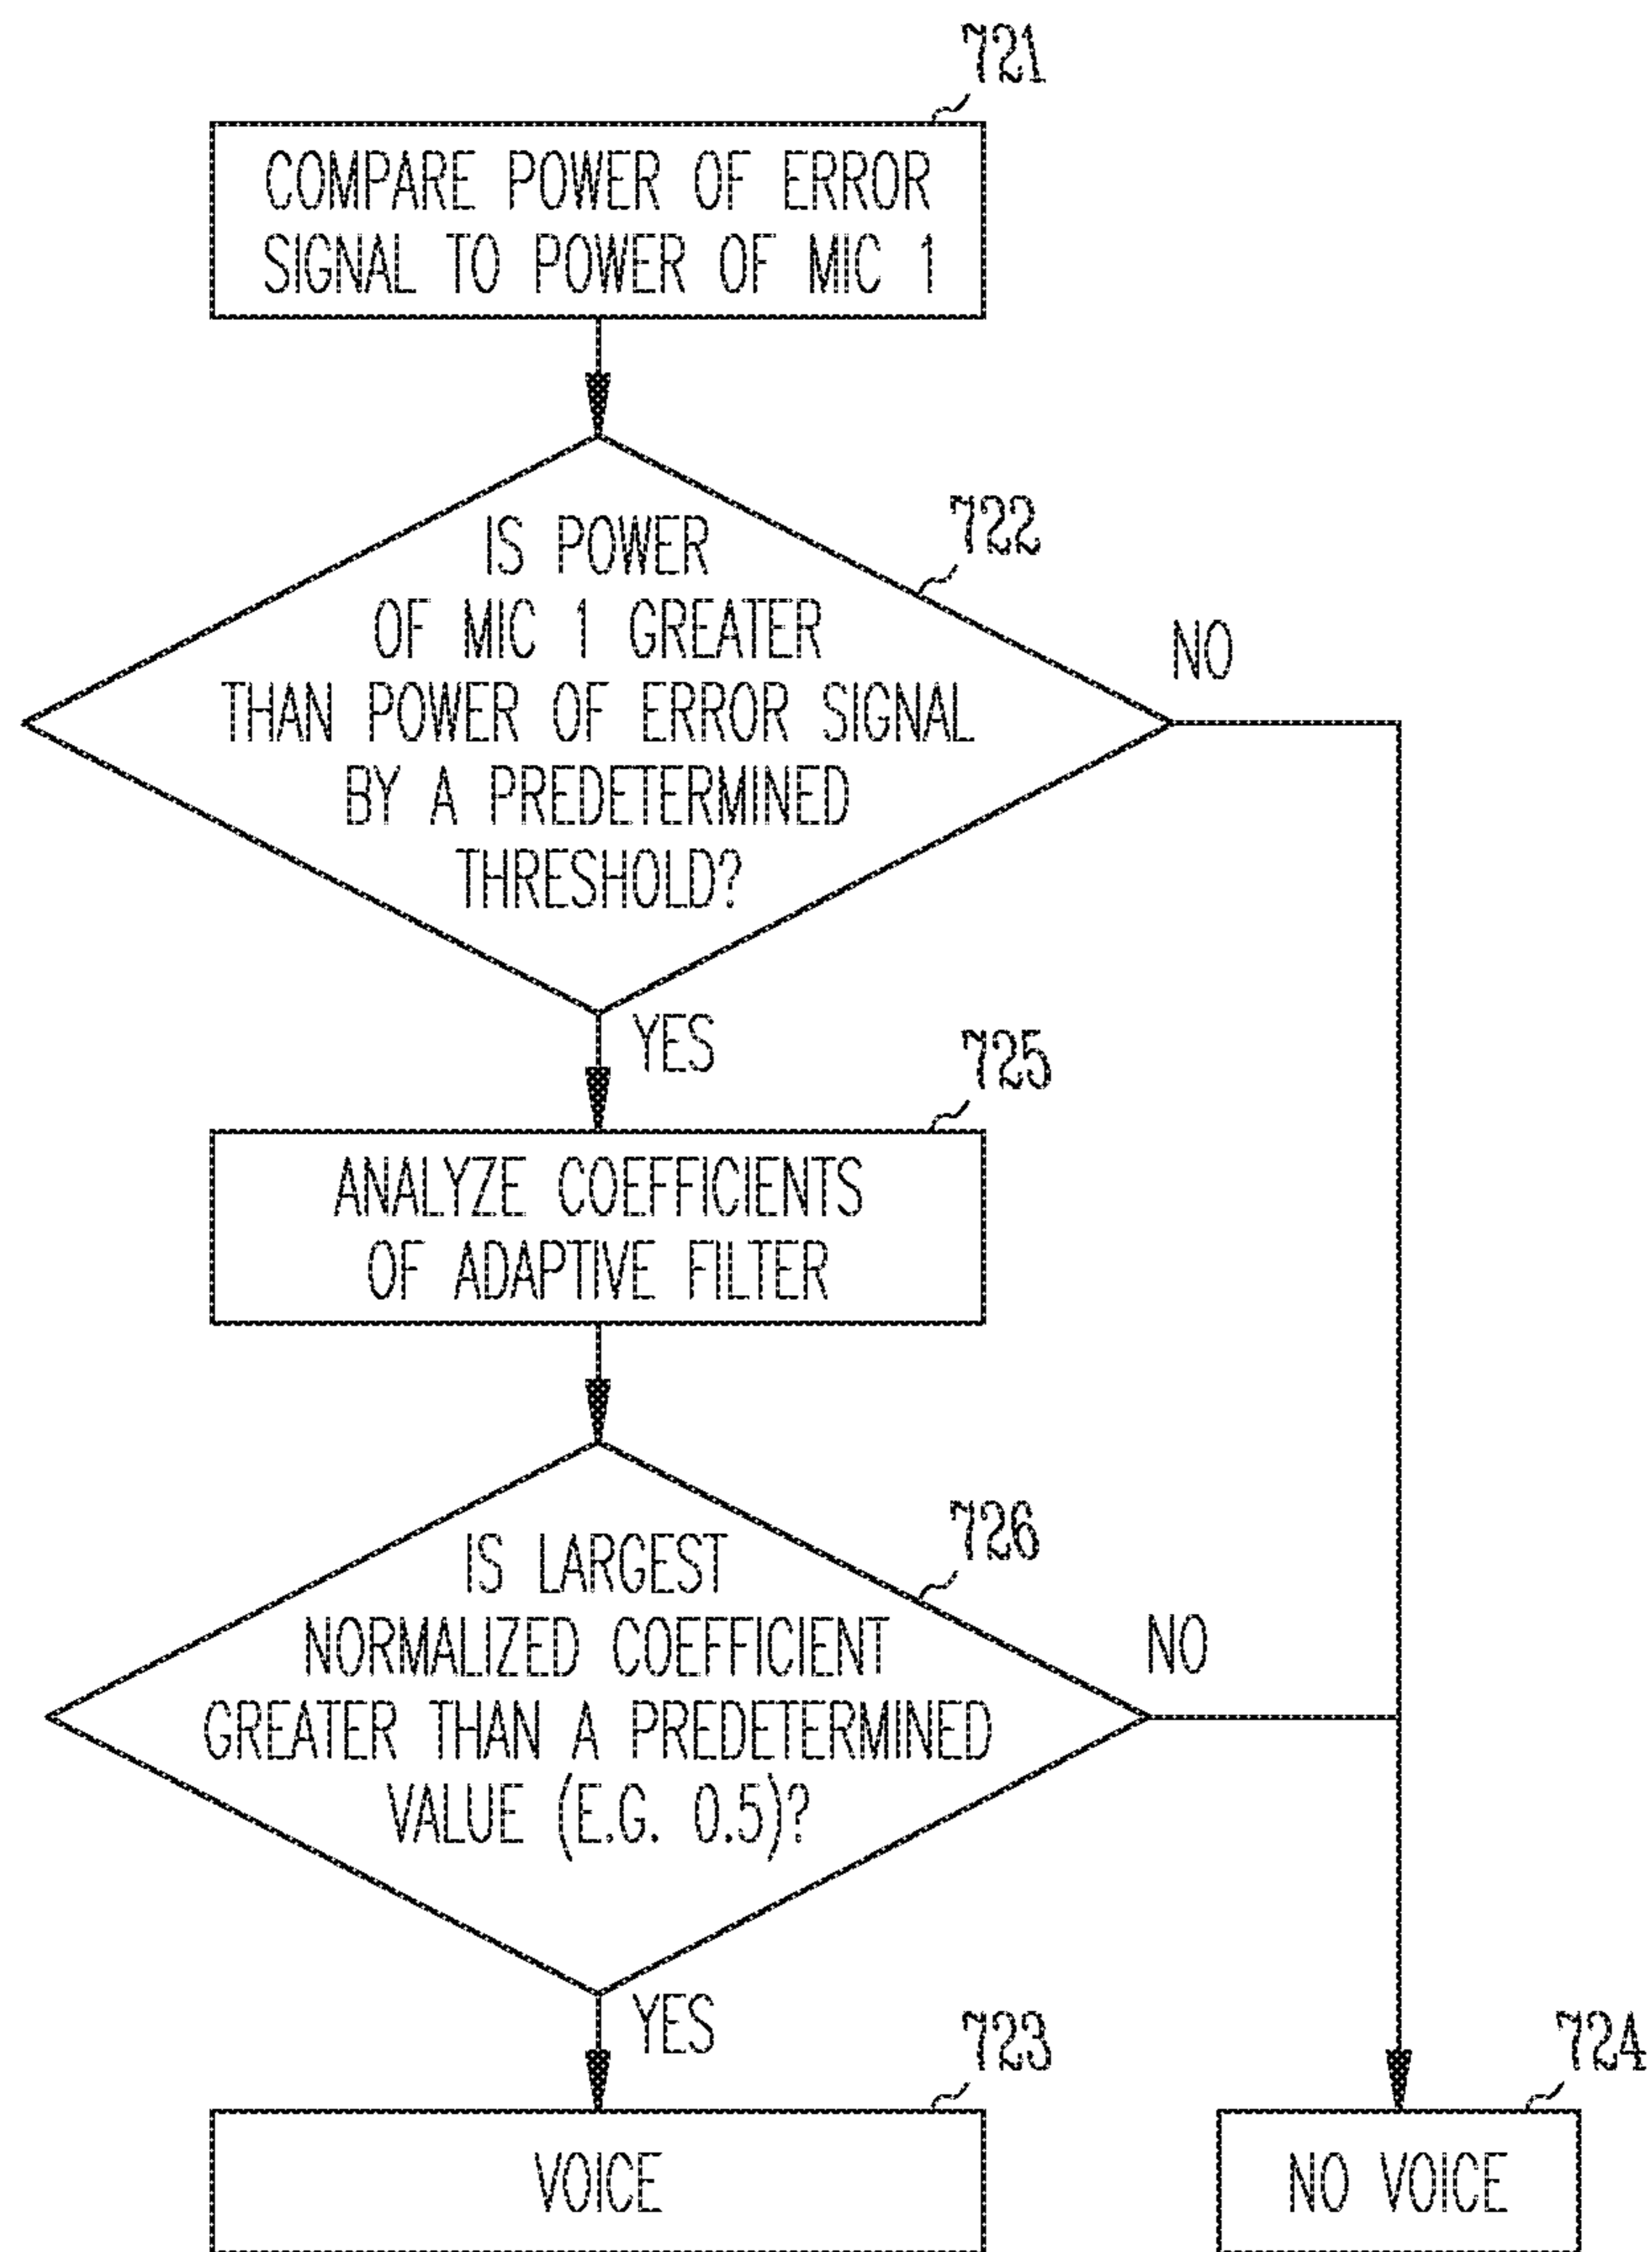 721
COMPARE POWER OF ERROR
SIGNAL TO POWER OF MIC 1
722
IS POWER
OF MIC 1 GREATER
THAN POWER OF ERROR SIGNAL
BY A PREDETERMINED
THRESHOLD?
NO
YES
725
ANALYZE COEFFICIENTS
OF ADAPTIVE FILTER
726
IS LARGEST
NORMALIZED COEFFICIENT
GREATER THAN A PREDETERMINED
VALUE (E.G. 0.5)?
NO
YES
723
VOICE
724
NO VOICE